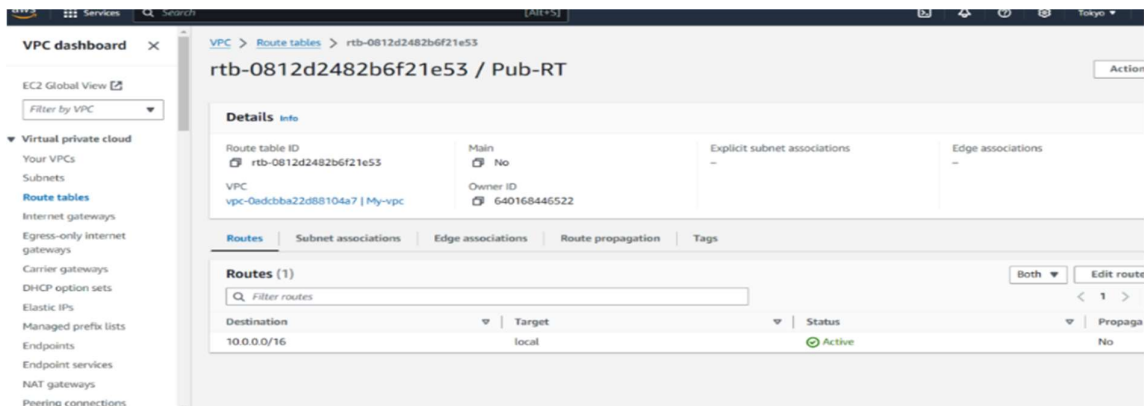 aws Services Search [Alt+S] Tokyo
VPC dashboard
EC2 Global View
Filter by VPC
Virtual private cloud
Your VPCs
Subnets
Route tables
Internet gateways
Egress-only internet
gateways
Carrier gateways
DHCP option sets
Elastic IPs
Managed prefix lists
Endpoints
Endpoint services
NAT gateways
Peering connections
VPC > Route tables > rtb-0812d2482b6f21e53
rtb-0812d2482b6f21e53 / Pub-RT
Action
Details Info
Route table ID
rtb-0812d2482b6f21e53
Main
No
Explicit subnet associations
–
Edge associations
–
VPC
vpc-0adcbba22d88104a7 | My-vpc
Owner ID
640168446522
Routes Subnet associations Edge associations Route propagation Tags
Routes (1) Both Edit route
Filter routes
< 1 >
Destination Target Status Propaga
10.0.0.0/16 local Active No